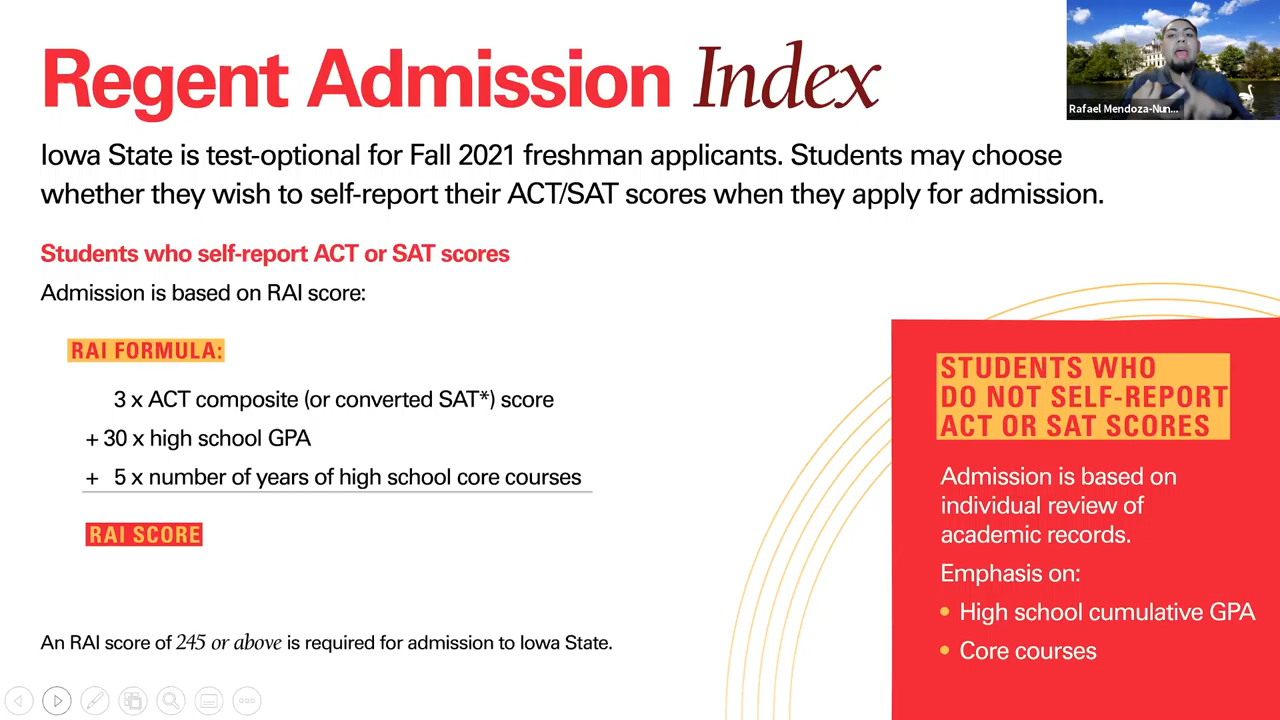 Regent Admission Index
Rafael Mendoza-Nun...
Iowa State is test-optional for Fall 2021 freshman applicants. Students may choose
whether they wish to self-report their ACT/SAT scores when they apply for admission.
Students who self-report ACT or SAT scores
Admission is based on RAI score:
RAI FORMULA:
3 x ACT composite (or converted SAT*) score
+ 30 x high school GPA
+ 5 x number of years of high school core courses
RAI SCORE
An RAI score of 245 or above is required for admission to Iowa State.
STUDENTS WHO
DO NOT SELF-REPORT
ACT OR SAT SCORES
Admission is based on
individual review of
academic records.
Emphasis on:
• High school cumulative GPA
• Core courses